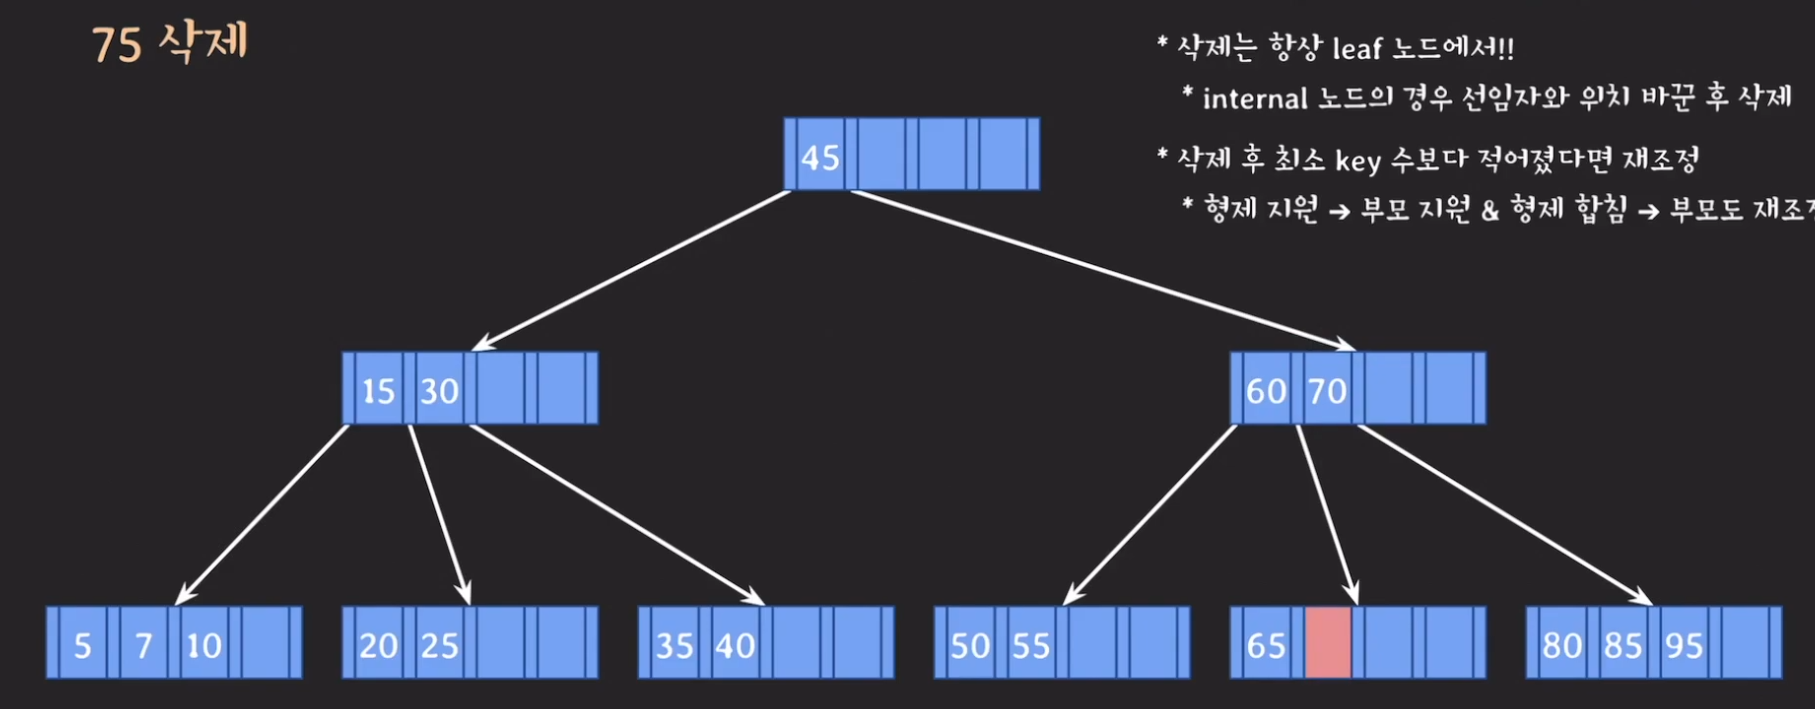 75 삭제
* 삭제는 항상 leaf 노드에서!!
* internal 노드의 경우 선임자와 위치 바꾼 후 삭제
* 삭제 후 최소 key 수보다 적어졌다면 재조정
* 형제 지원 → 부모 지원 & 형제 합침 → 부모도 재조
45
15 30
60 70
5 7 10
20 25
35 40
50 55
65
80 85 95